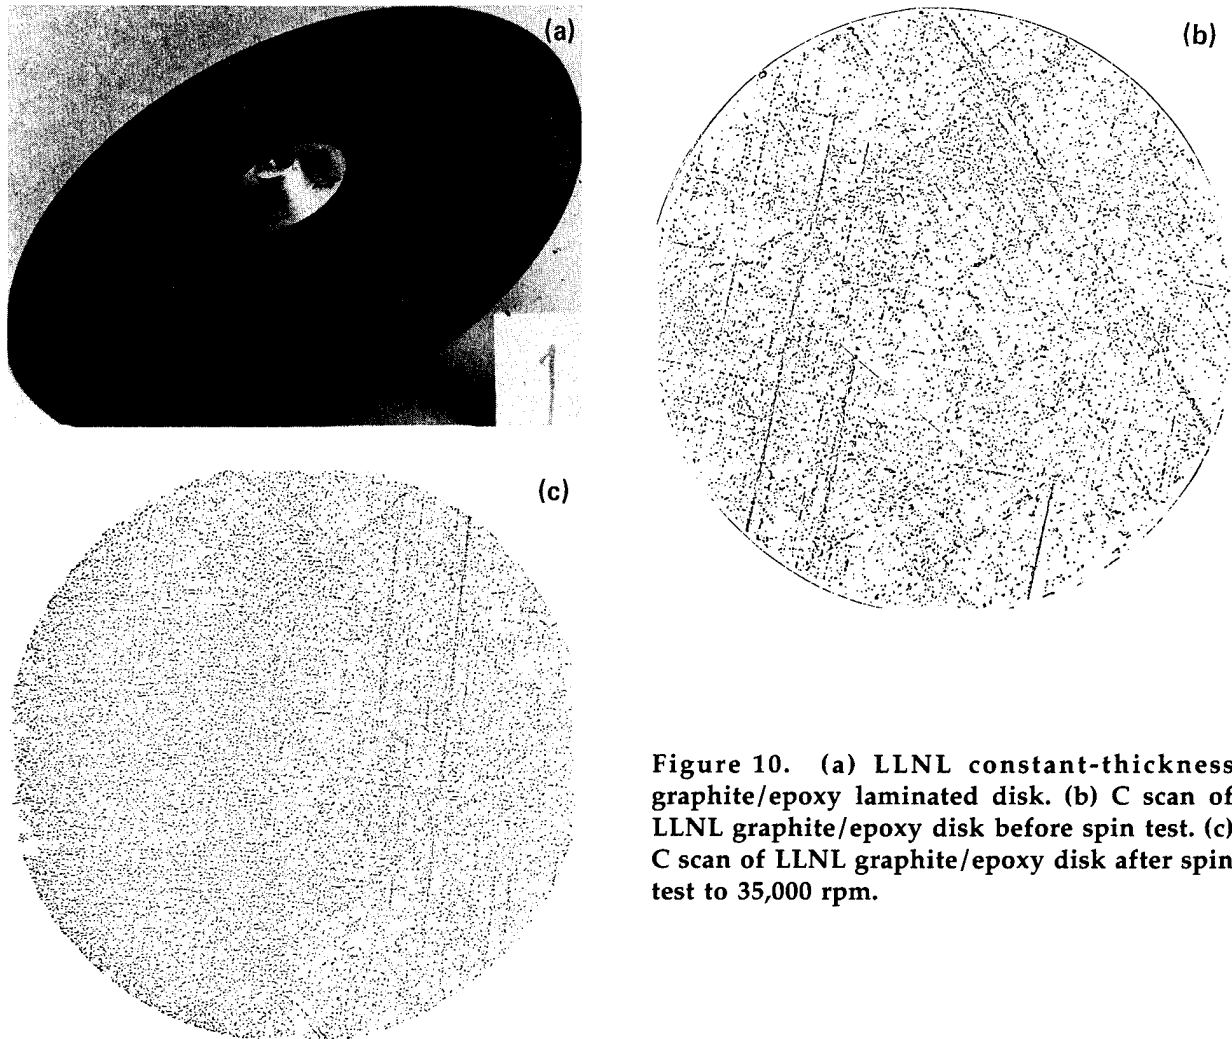 (a)
(b)
(c)
1
Figure 10. (a) LLNL constant-thickness
graphite/epoxy laminated disk. (b) C scan of
LLNL graphite/epoxy disk before spin test. (c)
C scan of LLNL graphite/epoxy disk after spin
test to 35,000 rpm.